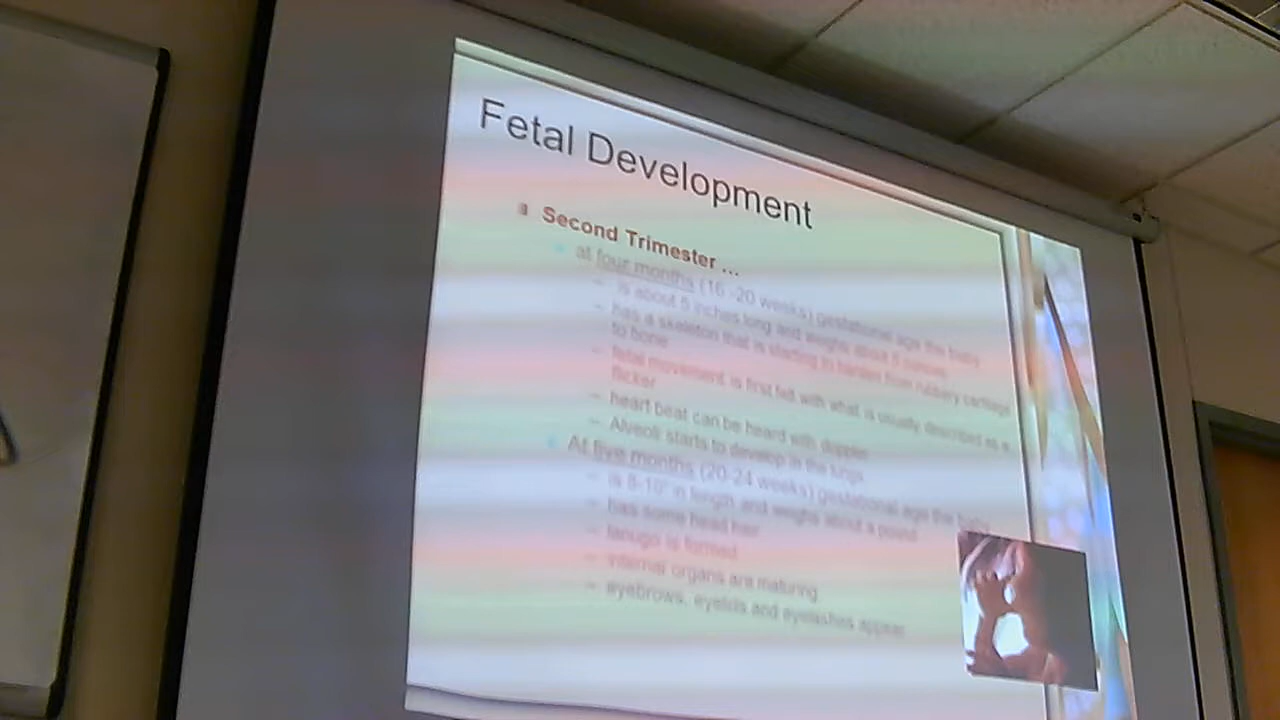 Fetal Development
Second Trimester ...
at four months (16 -20 weeks) gestational age the baby
- is about 6 inches long and weighs about
- has a skeleton that is starting to harden from rubbery cartilage
to bone
- fetal movement is first felt with what is usually described as a
flicker
- heart beat can be heard with doppler
- Alveoli starts to develop in the lungs
At five months (20-24 weeks) gestational age the baby
- is 8-10" in length and weighs about a pound
- has some head hair
- lanugo is formed
- internal organs are maturing
- eyebrows, eyelids and eyelashes appear